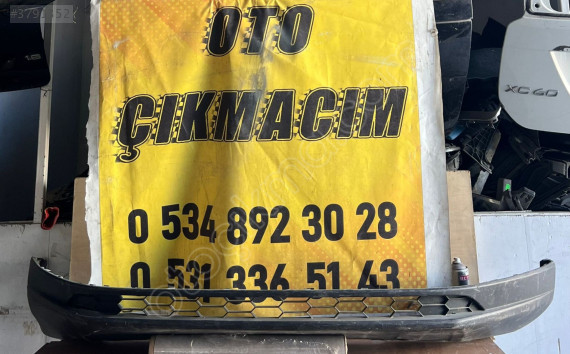 OTO
ÇIKMACIM
XC60
0 534 892 30 28
0 531 336 51 43